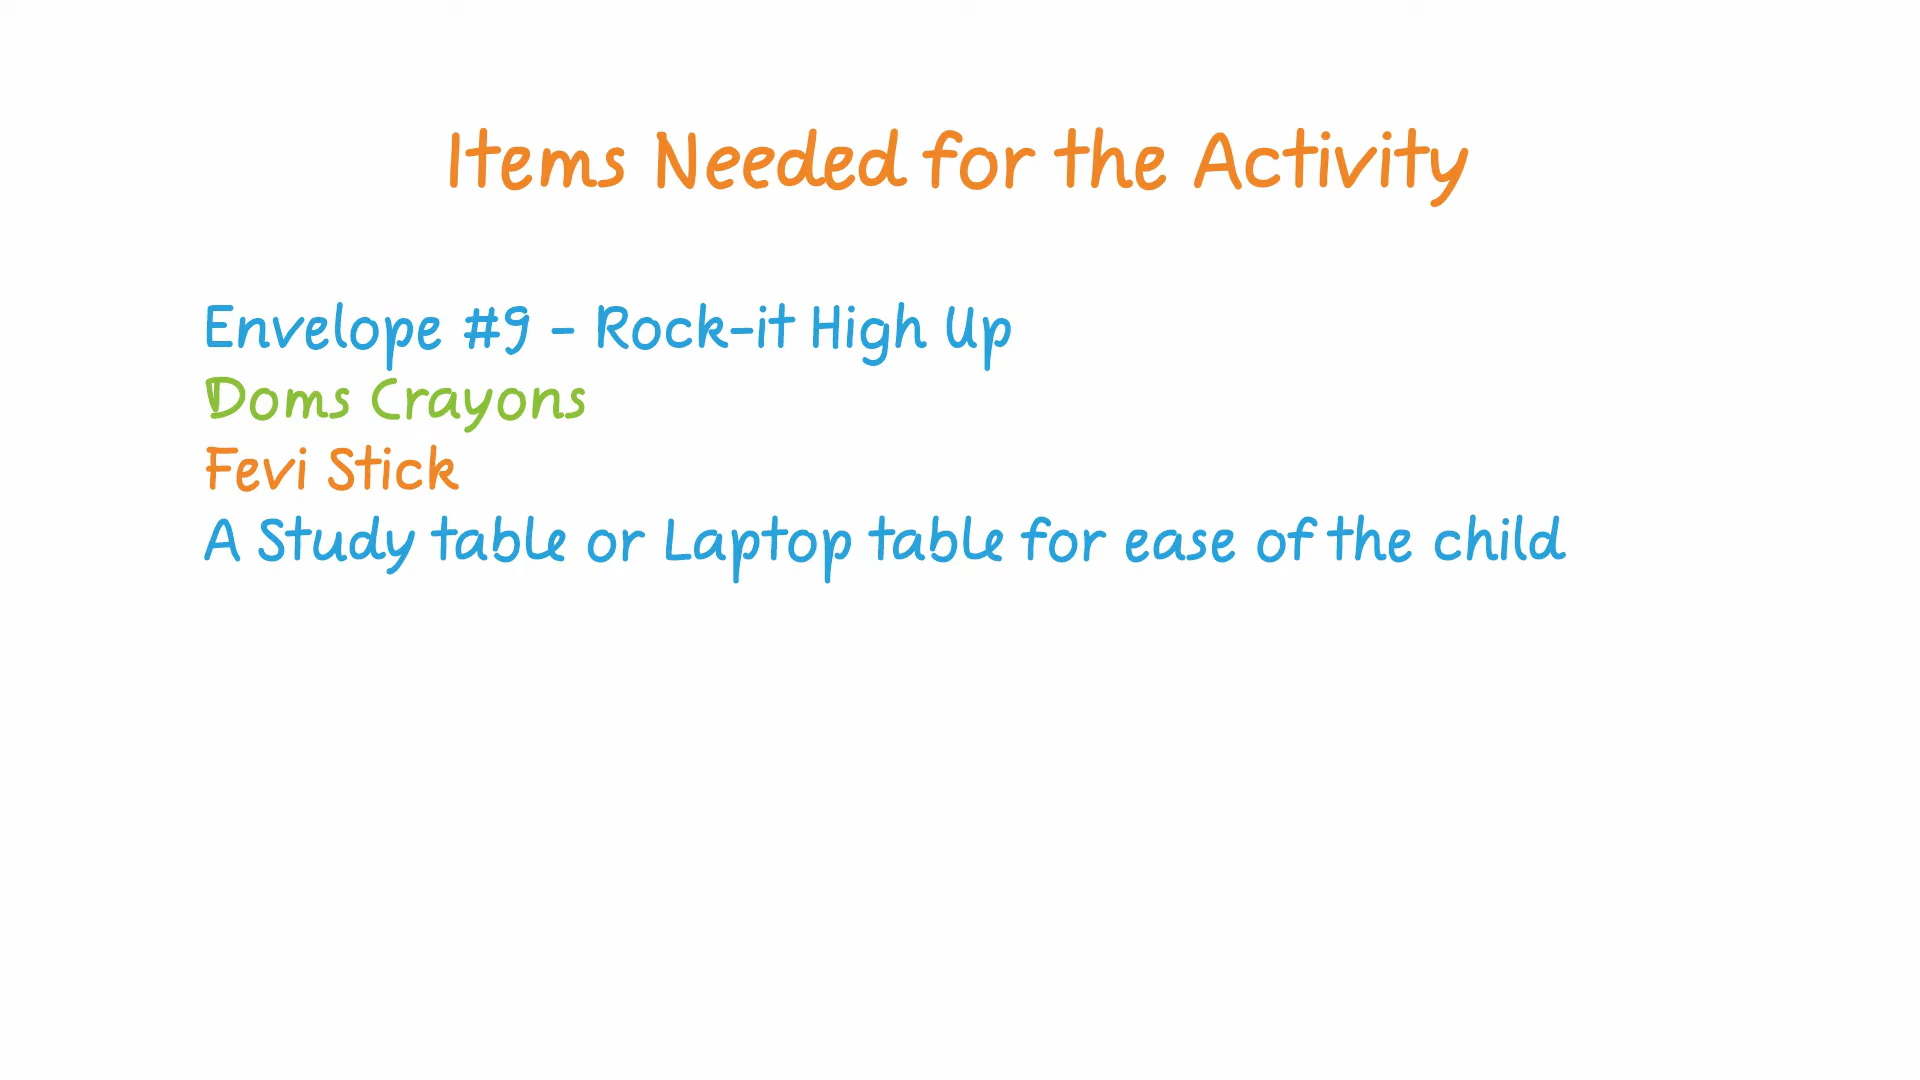 Items Needed for the Activity
Envelope #9 - Rock-it High Up
Doms Crayons
Fevi Stick
A Study table or Laptop table for ease of the child